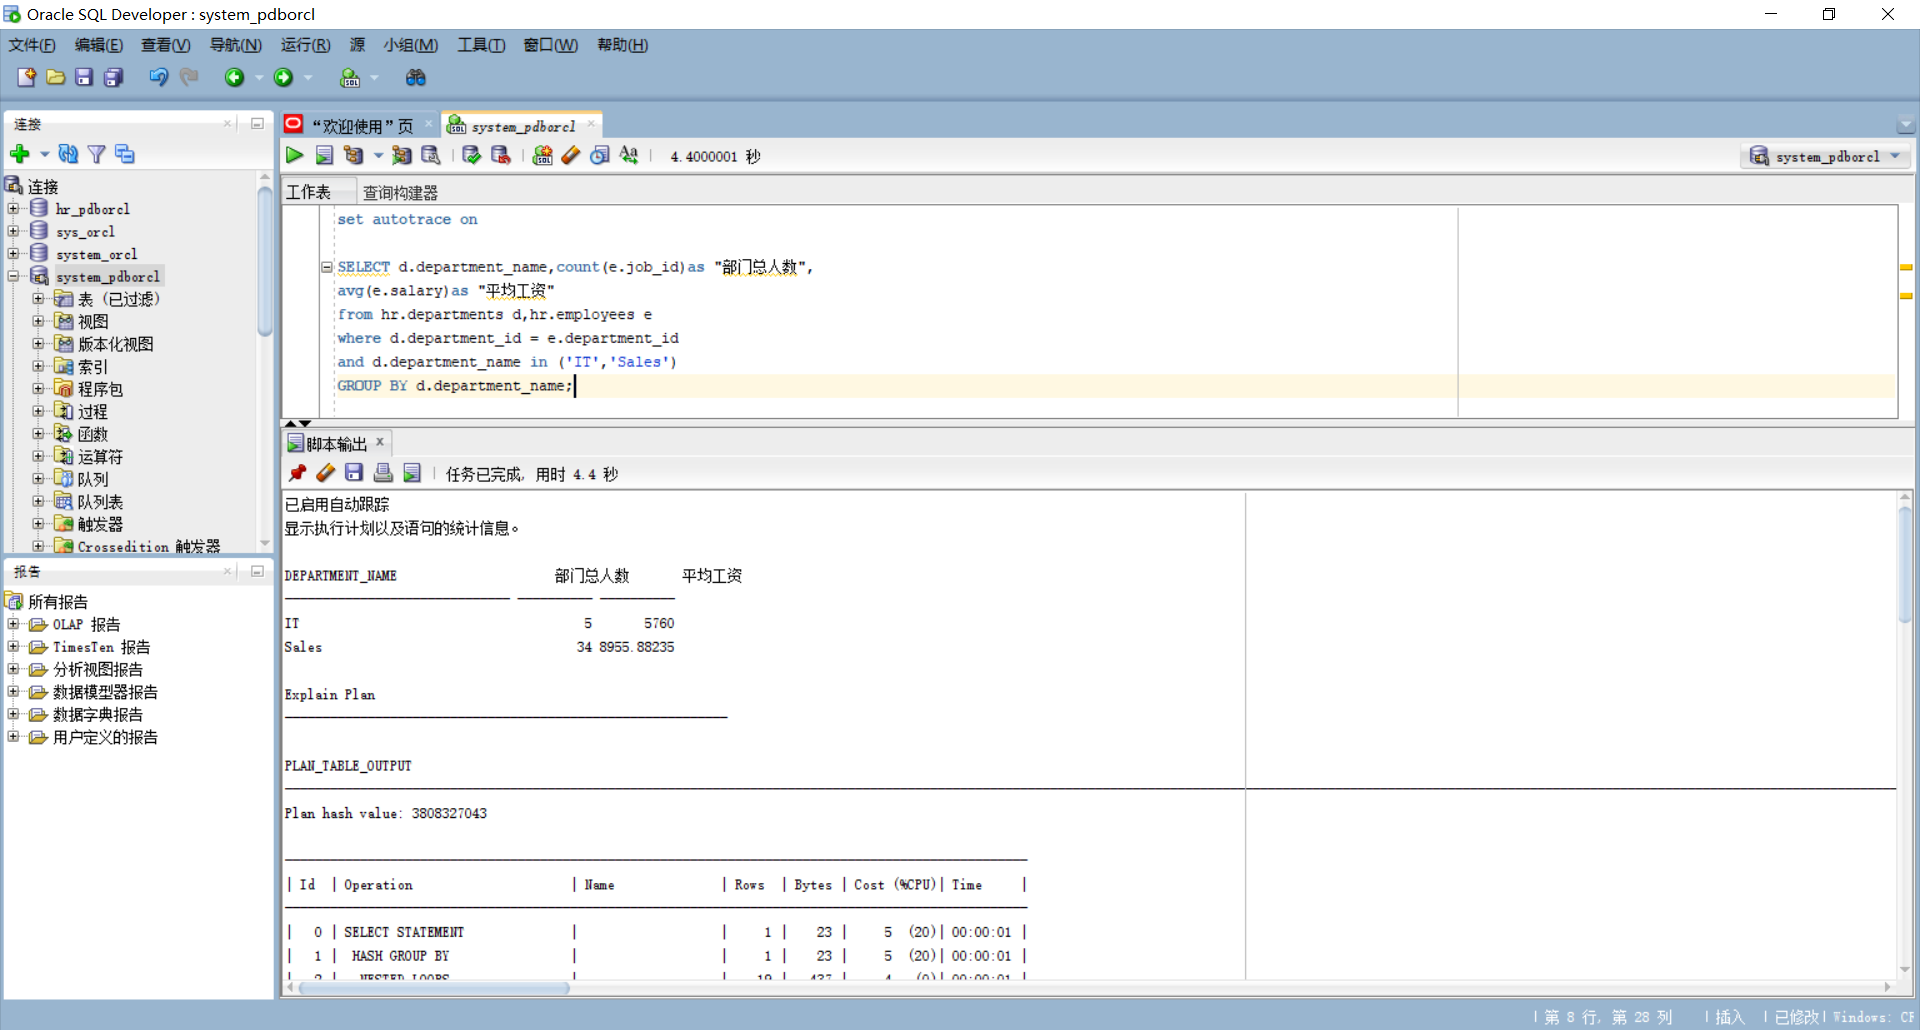 Oracle SQL Developer : system_pdborcl
文件(F) 编辑(E) 查看(V) 导航(N) 运行(R) 源 小组(M) 工具(T) 窗口(W) 帮助(H)
连接
连接
hr_pdborcl
sys_orcl
system_orcl
system_pdborcl
表（已过滤）
视图
版本化视图
索引
程序包
过程
函数
运算符
队列
队列表
触发器
Crossedition 触发器
报告
所有报告
OLAP 报告
TimesTen 报告
分析视图报告
数据模型器报告
数据字典报告
用户定义的报告
“欢迎使用”页 system_pdborcl
4.4000001 秒 system_pdborcl
工作表 查询构建器
set autotrace on
SELECT d.department_name,count(e.job_id)as "部门总人数",
avg(e.salary)as "平均工资"
from hr.departments d,hr.employees e
where d.department_id = e.department_id
and d.department_name in ('IT','Sales')
GROUP BY d.department_name;
脚本输出
任务已完成, 用时 4.4 秒
已启用自动跟踪
显示执行计划以及语句的统计信息。
DEPARTMENT_NAME 部门总人数 平均工资
------------------------------ ---------- ----------
IT 5 5760
Sales 34 8955.88235
Explain Plan
-----------------------------------------------------------
PLAN_TABLE_OUTPUT
Plan hash value: 3808327043
| Id | Operation | Name | Rows | Bytes | Cost (%CPU)| Time |
| 0 | SELECT STATEMENT | | 1 | 23 | 5 (20)| 00:00:01 |
| 1 | HASH GROUP BY | | 1 | 23 | 5 (20)| 00:00:01 |
| 2 | NESTED LOOPS | | 19 | 437 | 4 (0)| 00:00:01 |
| 第 8 行, 第 28 列 | 插入 | 已修改| Windows: CF